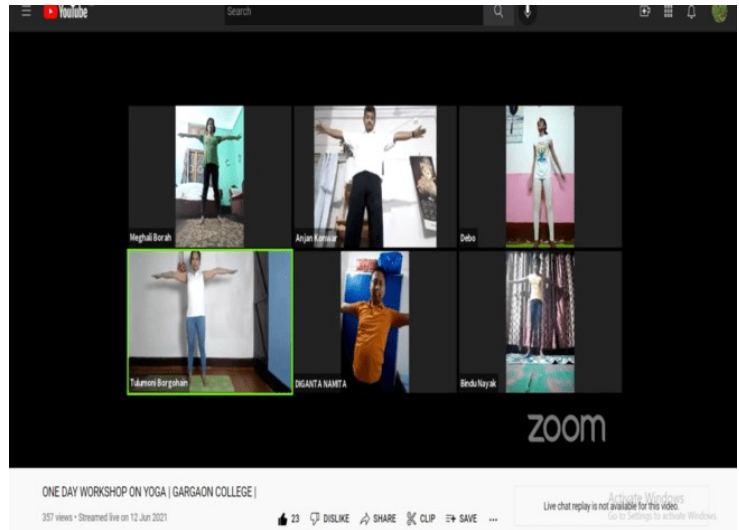 YouTube
Search
Meghali Borah
Anjan Konwar
Debo
Tulumoni Borgohain
DIGANTA NAMITA
Bindu Nayak
zoom
ONE DAY WORKSHOP ON YOGA | GARGAON COLLEGE |
357 views • Streamed live on 12 Jun 2021
23 DISLIKE SHARE CLIP SAVE ...
Live chat replay is not available for this video.
Activate Windows
Go to Settings to activate Windows.